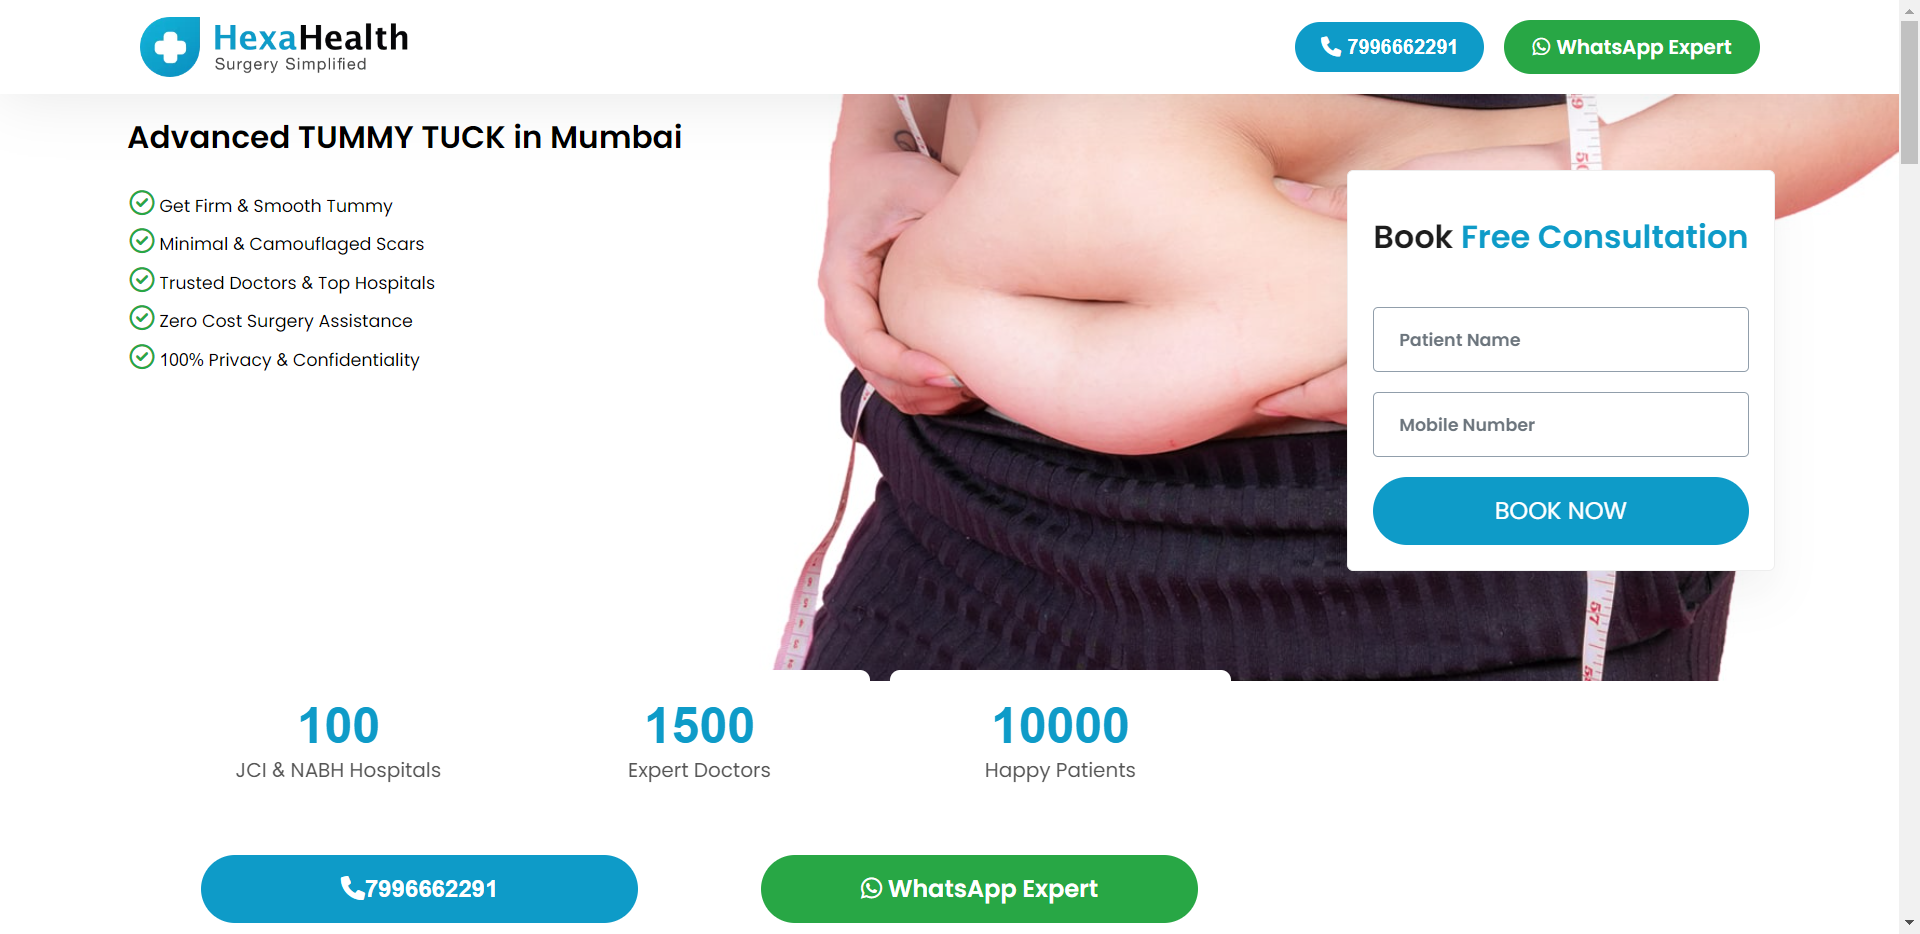 HexaHealth
Surgery Simplified
7996662291
WhatsApp Expert
Advanced TUMMY TUCK in Mumbai
Get Firm & Smooth Tummy
Minimal & Camouflaged Scars
Trusted Doctors & Top Hospitals
Zero Cost Surgery Assistance
100% Privacy & Confidentiality
Book Free Consultation
Patient Name
Mobile Number
BOOK NOW
57
100
JCI & NABH Hospitals
1500
Expert Doctors
10000
Happy Patients
7996662291
WhatsApp Expert